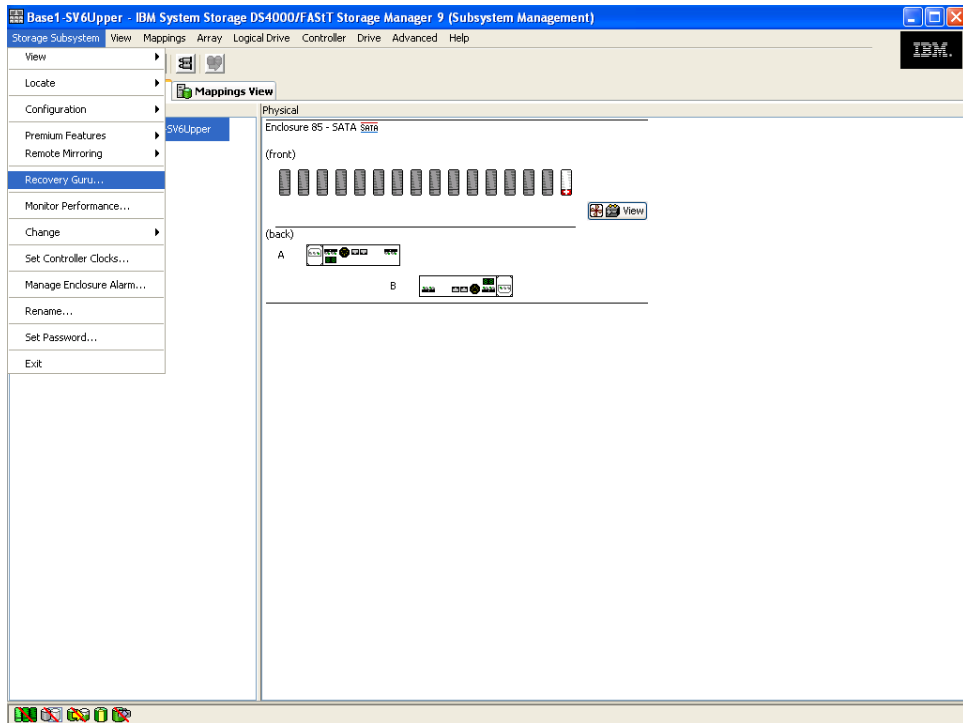 Base1-SV6Upper - IBM System Storage DS4000/FAStT Storage Manager 9 (Subsystem Management)
Storage Subsystem View Mappings Array Logical Drive Controller Drive Advanced Help
IBM.
View
Locate
Configuration
Premium Features
Remote Mirroring
Recovery Guru...
Monitor Performance...
Change
Set Controller Clocks...
Manage Enclosure Alarm...
Rename...
Set Password...
Exit
Mappings View
-SV6Upper
Physical
Enclosure 85 - SATA SATA
(front)
View
(back)
A
B